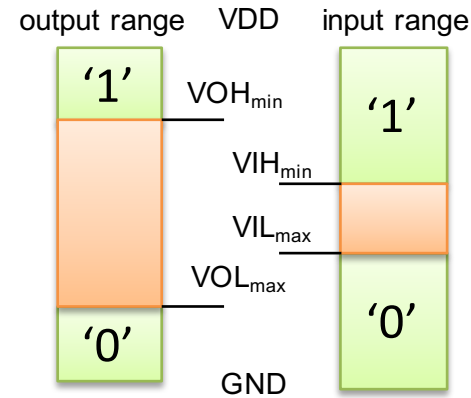 output range VDD input range
‘1’
VOHmin
‘1’
VIHmin
VILmax
VOLmax
‘0’
‘0’
GND